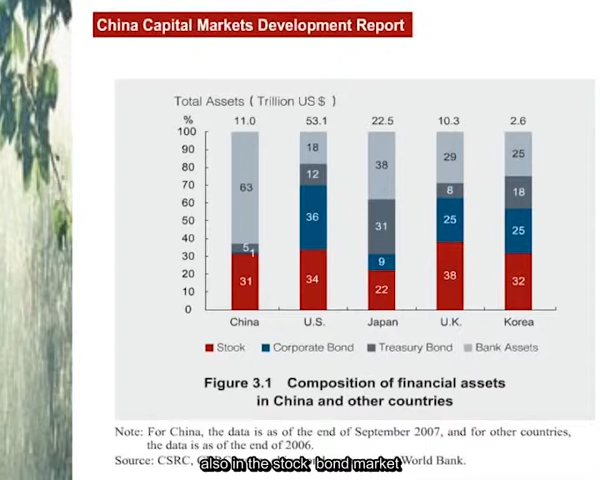 China Capital Markets Development Report
Total Assets ( Trillion US $ )
% 11.0 53.1 22.5 10.3 2.6
100
90
80
70
60
50
40
30
20
10
0
63
5
1
31
18
12
36
34
38
31
9
22
29
8
25
38
25
18
25
32
China U.S. Japan U.K. Korea
Stock Corporate Bond Treasury Bond Bank Assets
Figure 3.1 Composition of financial assets
in China and other countries
Note: For China, the data is as of the end of September 2007, and for other countries,
the data is as of the end of 2006.
Source: CSRC, World Bank.
also in the stock bond market